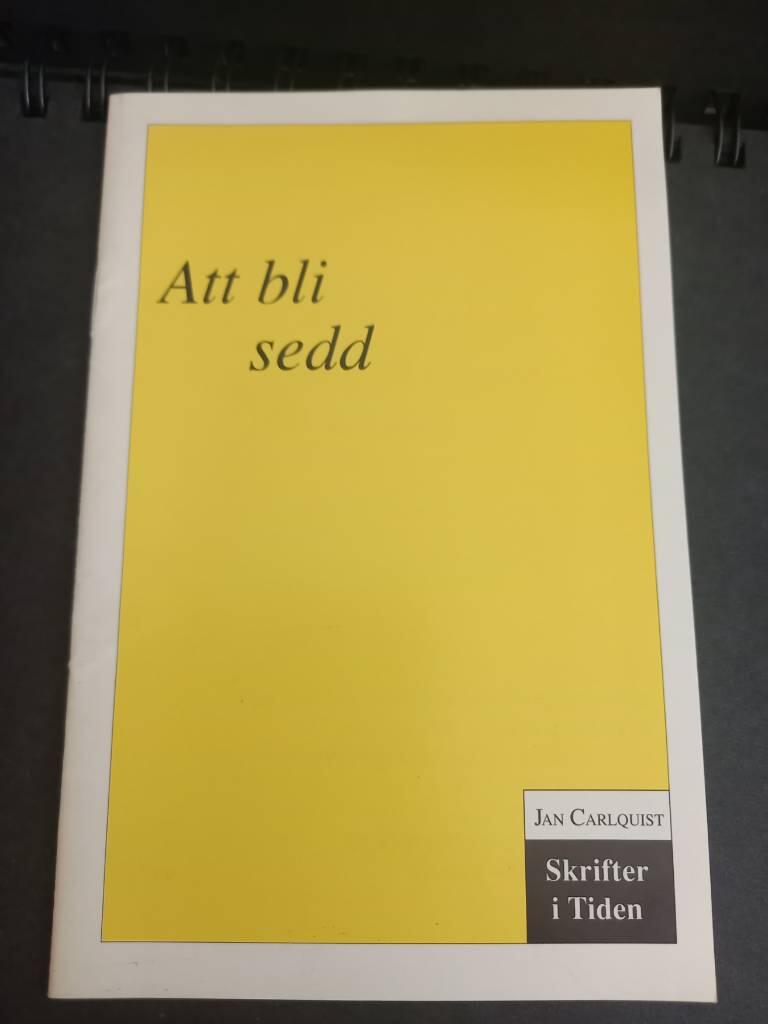 Att bli
sedd
JAN CARLQUIST
Skrifter
i Tiden